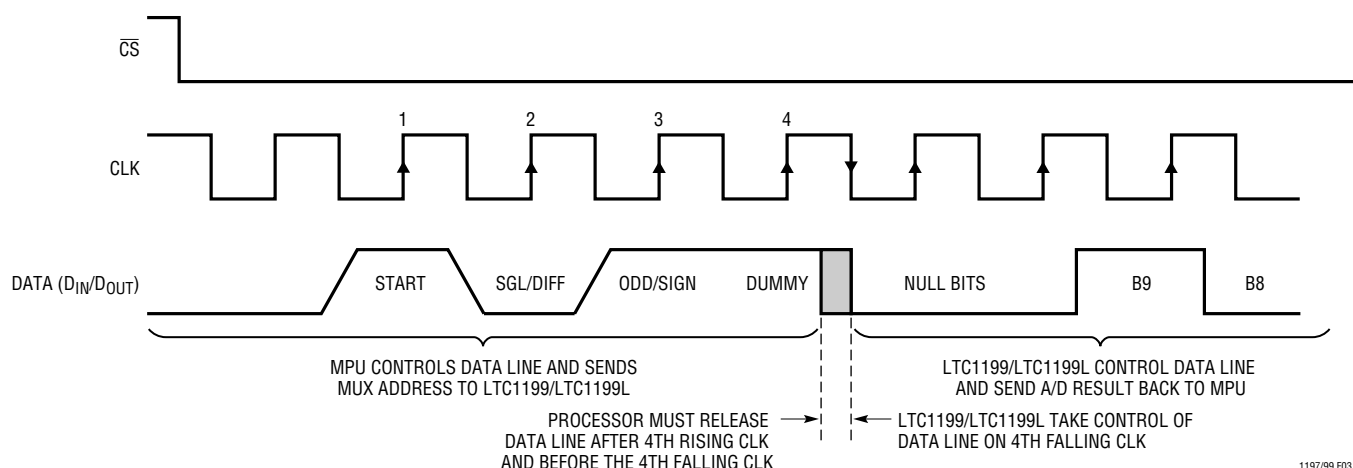 CS
1 2 3 4
CLK
DATA (DIN/DOUT)
START SGL/DIFF ODD/SIGN DUMMY NULL BITS B9 B8
MPU CONTROLS DATA LINE AND SENDS
MUX ADDRESS TO LTC1199/LTC1199L
LTC1199/LTC1199L CONTROL DATA LINE
AND SEND A/D RESULT BACK TO MPU
PROCESSOR MUST RELEASE
DATA LINE AFTER 4TH RISING CLK
AND BEFORE THE 4TH FALLING CLK
LTC1199/LTC1199L TAKE CONTROL OF
DATA LINE ON 4TH FALLING CLK
1197/99 F03